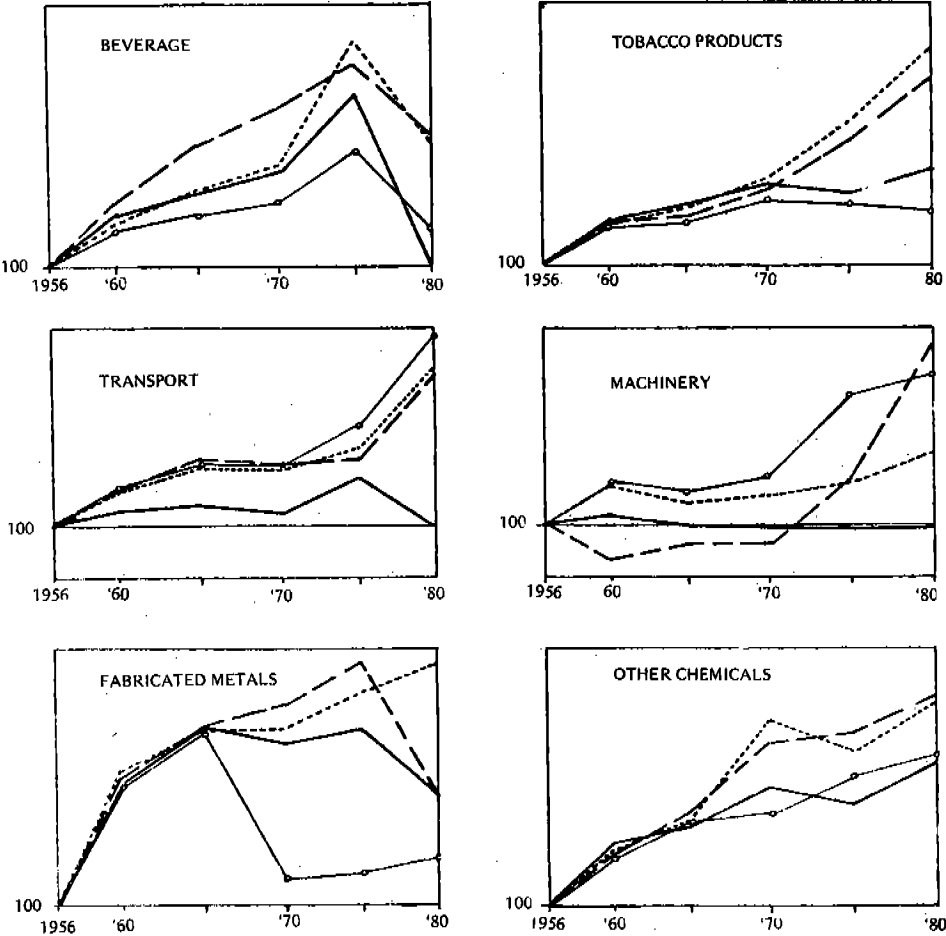 BEVERAGE
100
1956 '60 '70 '80
TOBACCO PRODUCTS
100
1956 '60 '70 80
TRANSPORT
100
1956 '60 '70 '80
MACHINERY
100
1956 '60 '70 '80
FABRICATED METALS
100
1956 '60 '70 '80
OTHER CHEMICALS
100
1956 '60 '70 '80